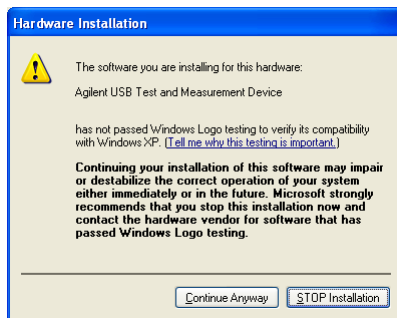 Hardware Installation
The software you are installing for this hardware:
Agilent USB Test and Measurement Device
has not passed Windows Logo testing to verify its compatibility
with Windows XP. (Tell me why this testing is important.)
Continuing your installation of this software may impair
or destabilize the correct operation of your system
either immediately or in the future. Microsoft strongly
recommends that you stop this installation now and
contact the hardware vendor for software that has
passed Windows Logo testing.
Continue Anyway STOP Installation